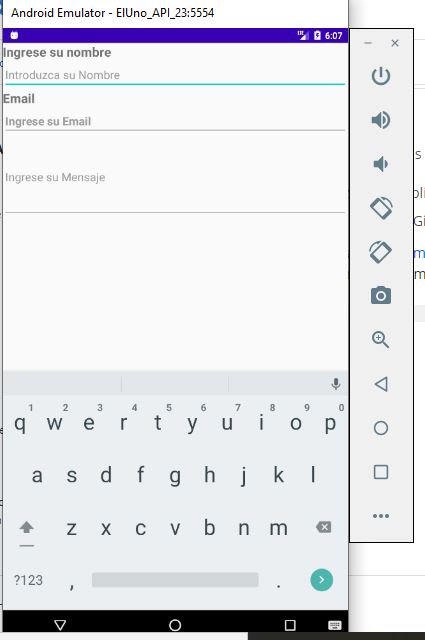 Android Emulator - ElUno_API_23:5554
6:07
Ingrese su nombre
Introduzca su Nombre
Email
Ingrese su Email
Ingrese su Mensaje
1 2 3 4 5 6 7 8 9 0
q w e r t y u i o p
a s d f g h j k l
z x c v b n m
?123 , .